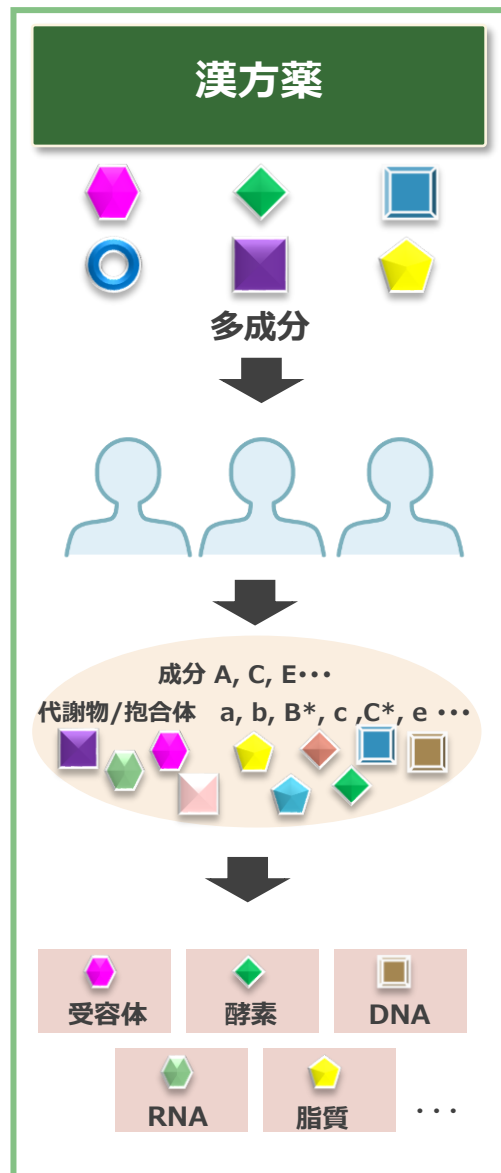 漢方薬
多成分
成分 A, C, E･･･
代謝物/抱合体 a, b, B*, c ,C*, e ･･･
受容体 酵素 DNA
RNA 脂質 ･･･